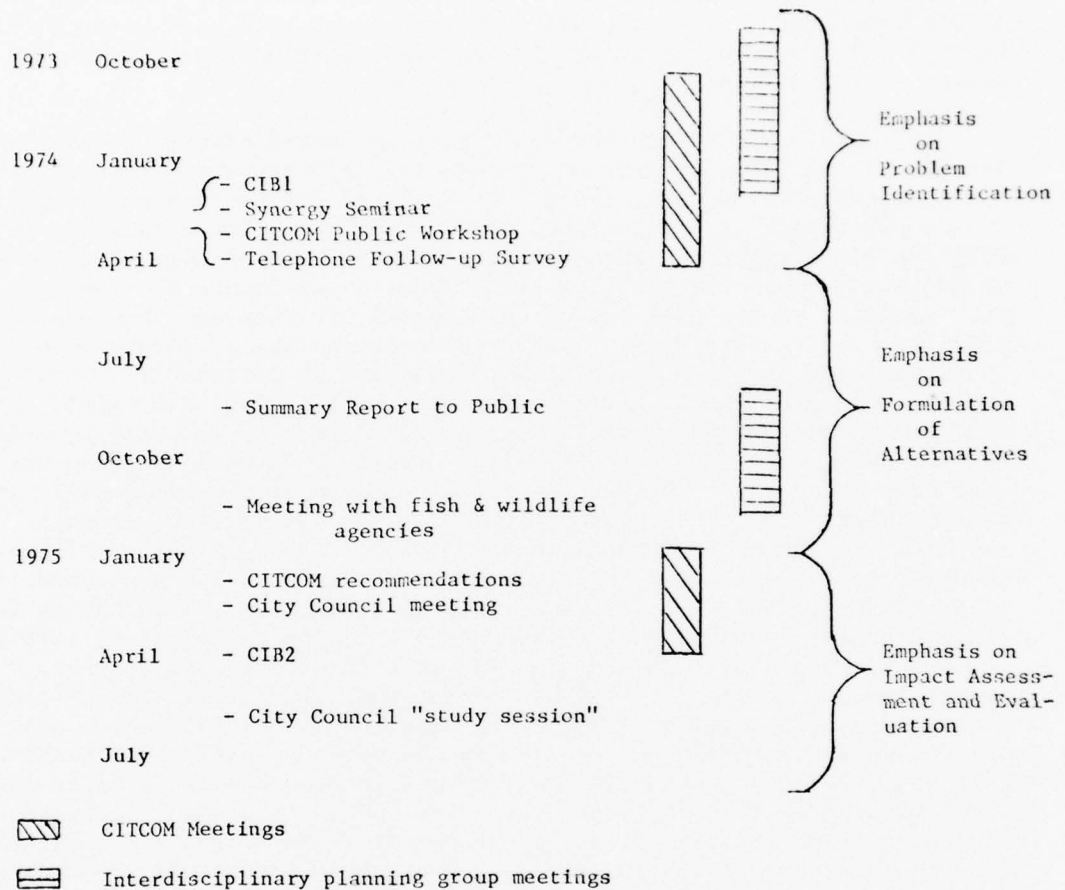 1973 October
Emphasis
on
Problem
Identification
1974 January
- CIB1
- Synergy Seminar
- CITCOM Public Workshop
April - Telephone Follow-up Survey
July
Emphasis
on
Formulation
of
Alternatives
- Summary Report to Public
October
- Meeting with fish & wildlife
agencies
1975 January
- CITCOM recommendations
- City Council meeting
April - CIB2
Emphasis on
Impact Assess-
ment and Eval-
uation
- City Council "study session"
July
CITCOM Meetings
Interdisciplinary planning group meetings